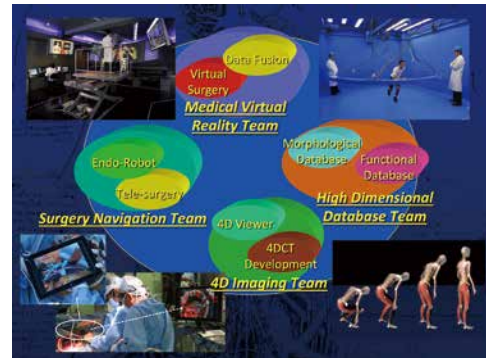 Data Fusion
Virtual
Surgery
Medical Virtual
Reality Team
Endo-Robot
Tele-surgery
Surgery Navigation Team
Morphological
Database
Functional
Database
High Dimensional
Database Team
4D Viewer
4DCT
Development
4D Imaging Team